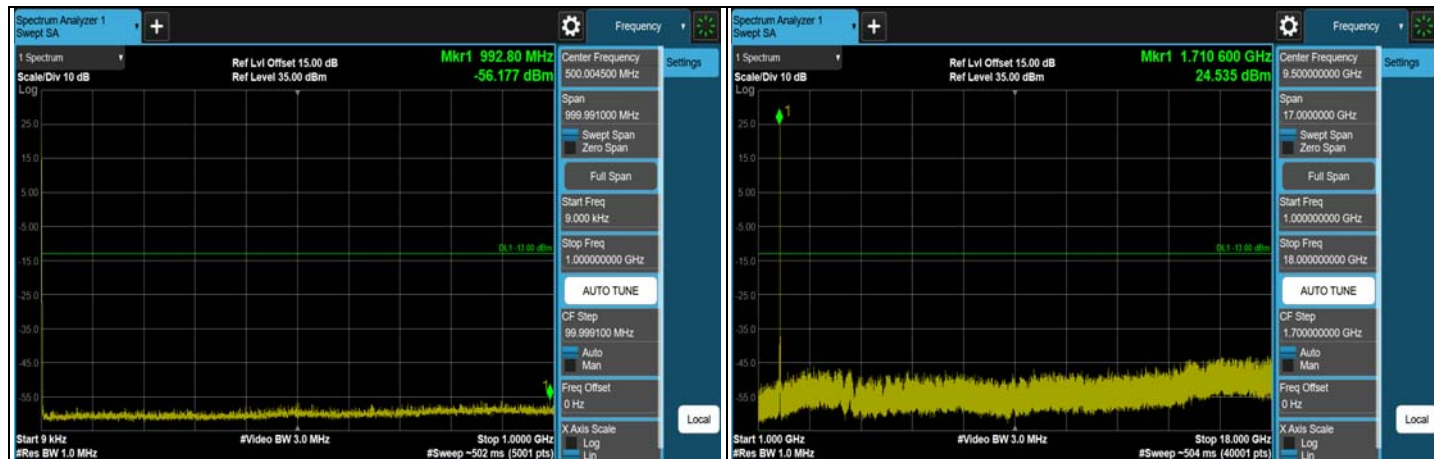 Spectrum Analyzer 1
Swept SA
+
Frequency
1 Spectrum
Scale/Div 10 dB
Log
Ref Lvl Offset 15.00 dB
Ref Level 35.00 dBm
Mkr1 992.80 MHz
-56.177 dBm
25.0
15.0
5.00
-5.00
-15.0
-25.0
-35.0
-45.0
-55.0
DL1 -13.00 dBm
1
Start 9 kHz
#Res BW 1.0 MHz
#Video BW 3.0 MHz
Stop 1.0000 GHz
#Sweep ~502 ms (5001 pts)
Center Frequency
500.004500 MHz
Span
999.991000 MHz
Swept Span
Zero Span
Full Span
Start Freq
9.000 kHz
Stop Freq
1.000000000 GHz
AUTO TUNE
CF Step
99.999100 MHz
Auto
Man
Freq Offset
0 Hz
X Axis Scale
Log
Lin
Settings
Local
Spectrum Analyzer 1
Swept SA
+
Frequency
1 Spectrum
Scale/Div 10 dB
Log
Ref Lvl Offset 15.00 dB
Ref Level 35.00 dBm
Mkr1 1.710 600 GHz
24.535 dBm
1
25.0
15.0
5.00
-5.00
-15.0
-25.0
-35.0
-45.0
-55.0
DL1 -13.00 dBm
Start 1.000 GHz
#Res BW 1.0 MHz
#Video BW 3.0 MHz
Stop 18.000 GHz
#Sweep ~504 ms (40001 pts)
Center Frequency
9.500000000 GHz
Span
17.0000000 GHz
Swept Span
Zero Span
Full Span
Start Freq
1.000000000 GHz
Stop Freq
18.000000000 GHz
AUTO TUNE
CF Step
1.700000000 GHz
Auto
Man
Freq Offset
0 Hz
X Axis Scale
Log
Lin
Settings
Local